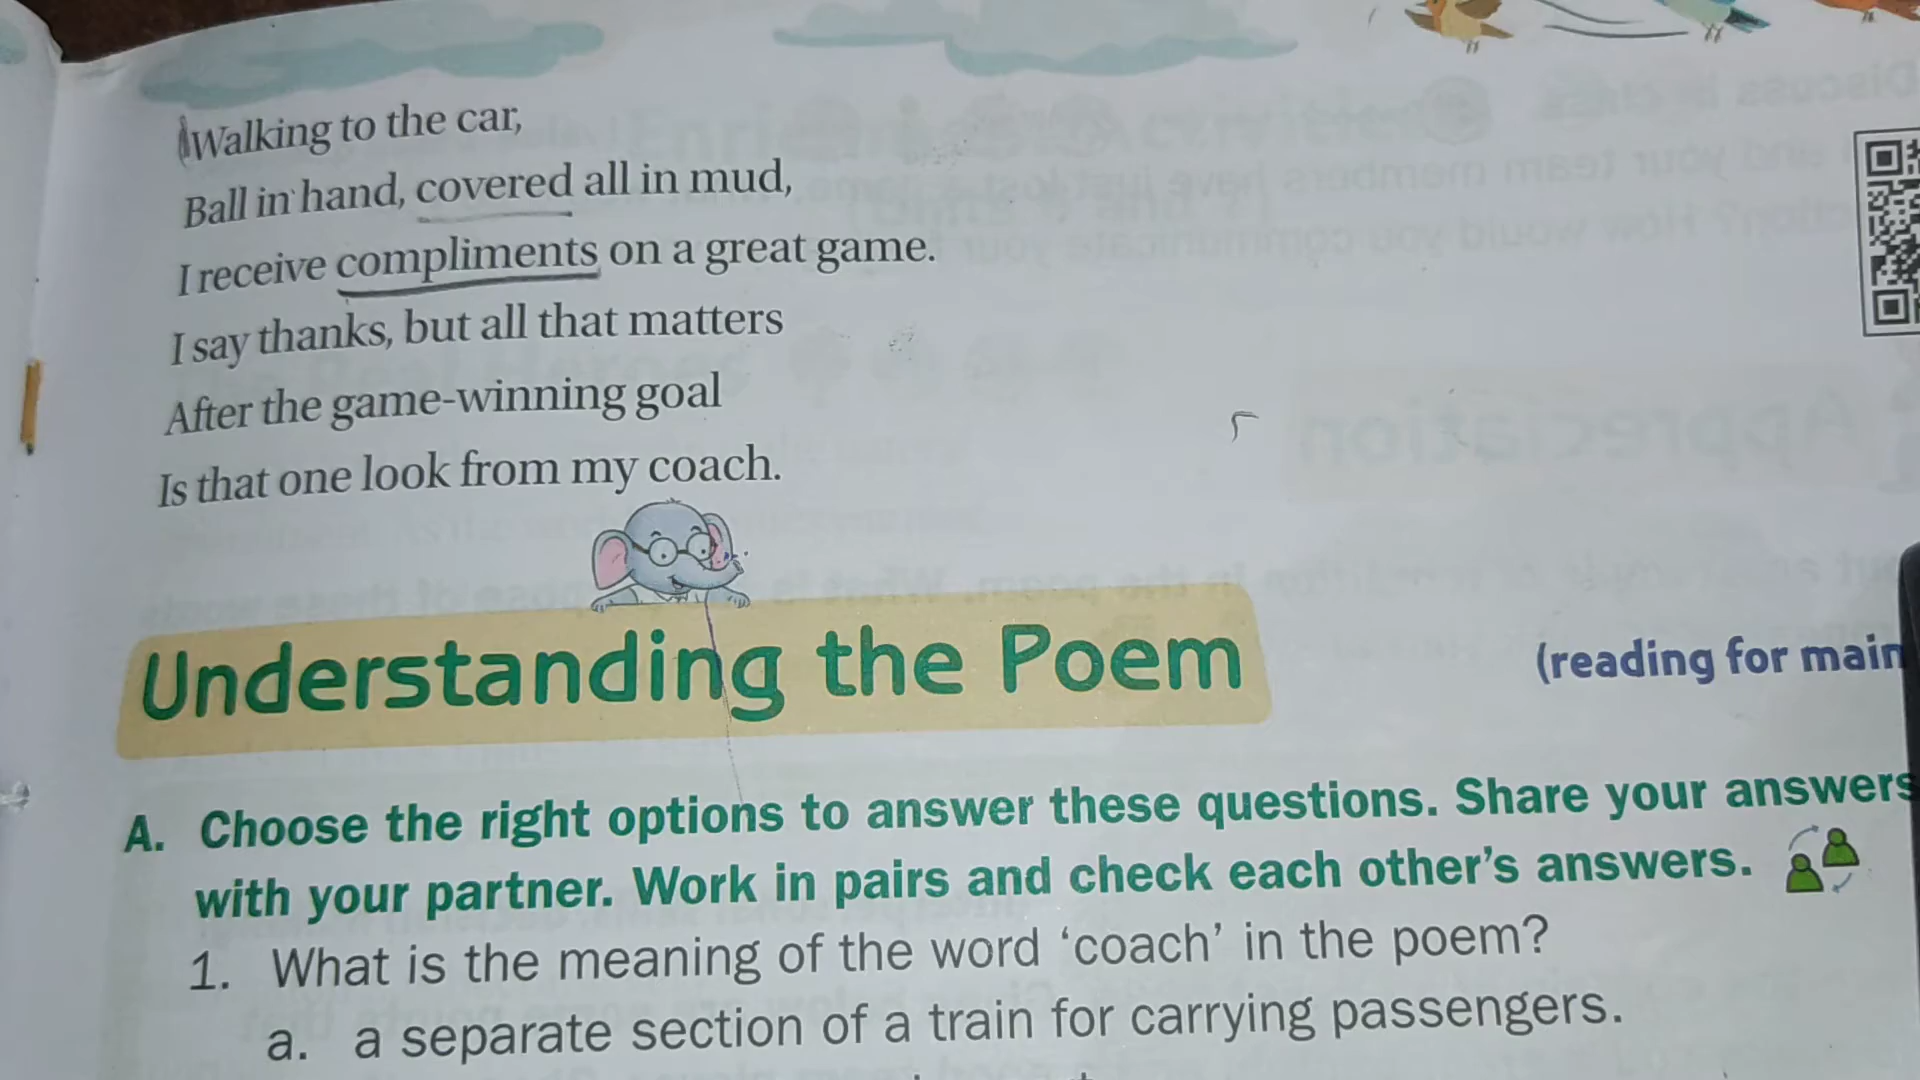 Walking to the car,
Ball in hand, covered all in mud,
I receive compliments on a great game.
I say thanks, but all that matters
After the game-winning goal
Is that one look from my coach.
Understanding the Poem
(reading for main
A. Choose the right options to answer these questions. Share your answers
with your partner. Work in pairs and check each other’s answers.
1. What is the meaning of the word ‘coach’ in the poem?
a. a separate section of a train for carrying passengers.